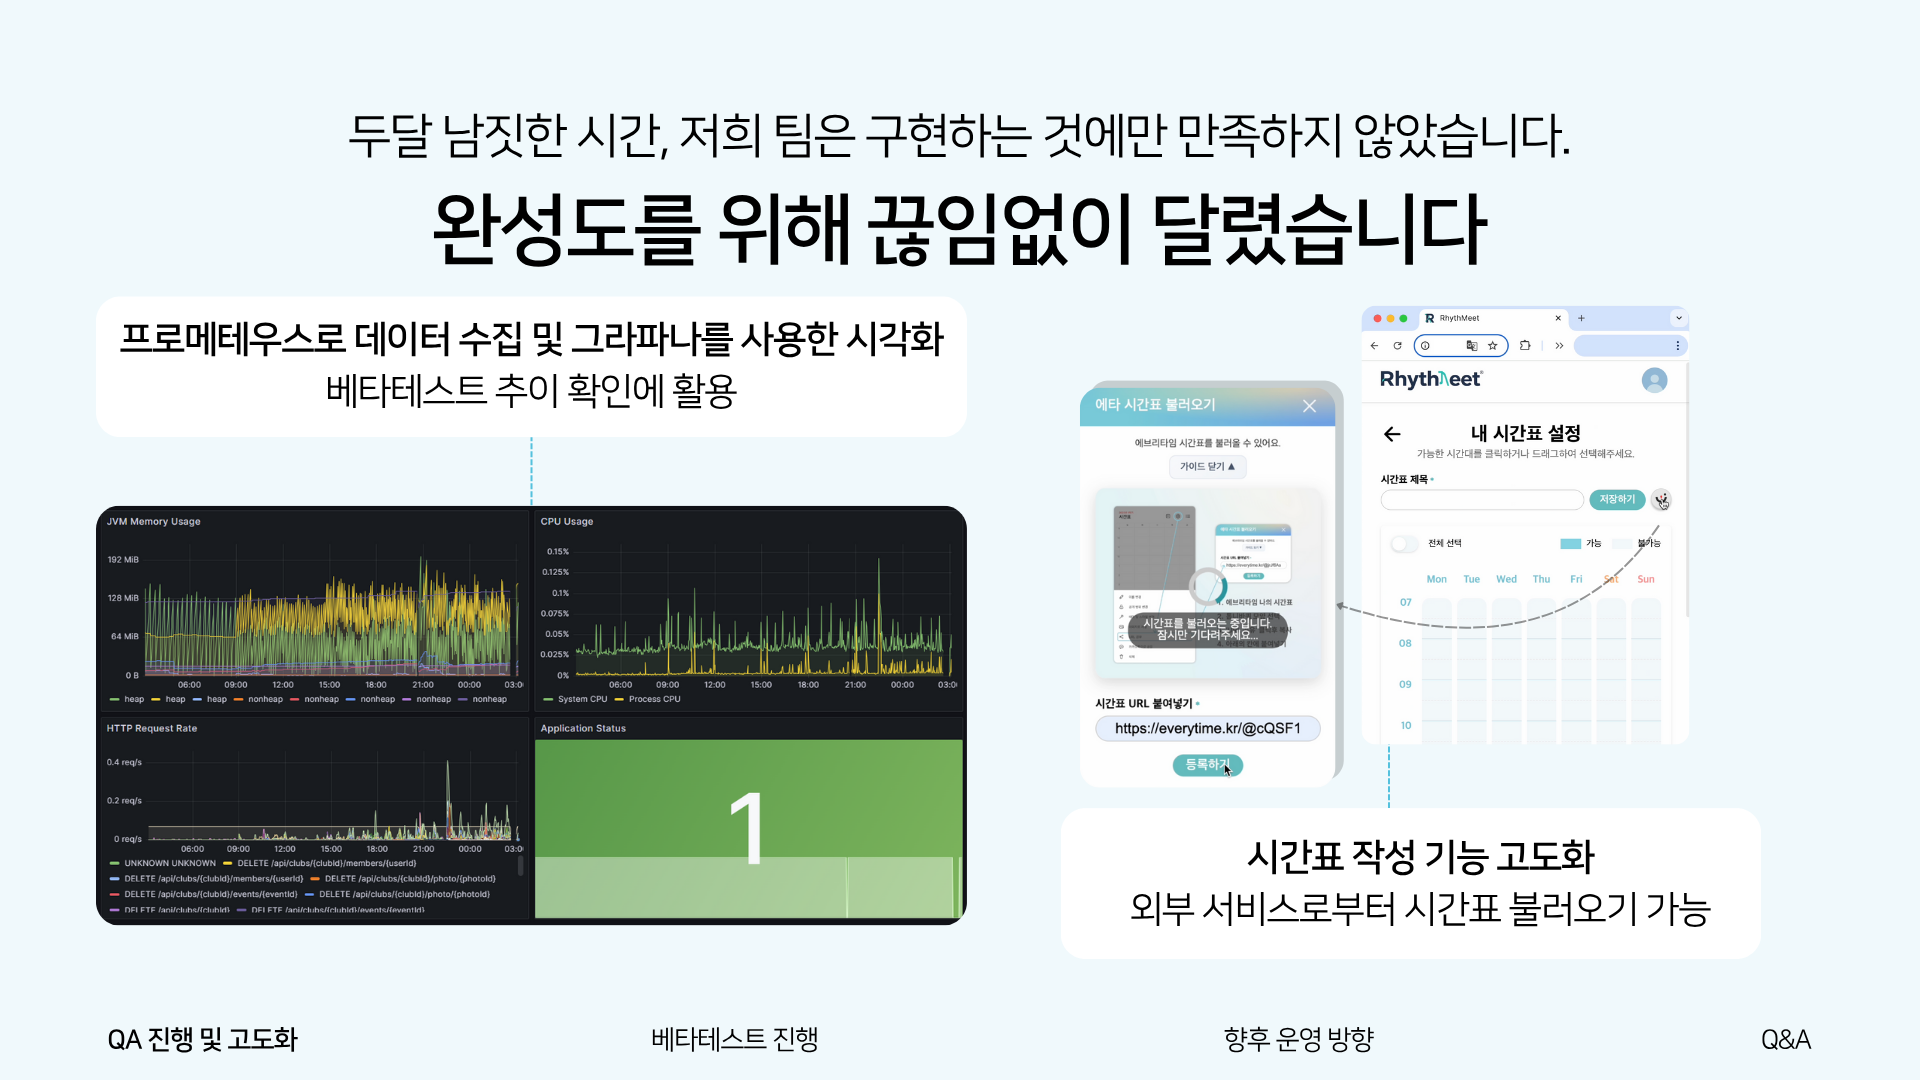 두달 남짓한 시간, 저희 팀은 구현하는 것에만 만족하지 않았습니다.
완성도를 위해 끊임없이 달렸습니다
프로메테우스로 데이터 수집 및 그라파나를 사용한 시각화
베타테스트 추이 확인에 활용
JVM Memory Usage
192 MiB
128 MiB
64 MiB
0 B
06:00 09:00 12:00 15:00 18:00 21:00 00:00 03:0
heap heap heap nonheap nonheap nonheap nonheap nonheap
CPU Usage
0.15%
0.125%
0.1%
0.075%
0.05%
0.025%
0%
06:00 09:00 12:00 15:00 18:00 21:00 00:00 03:0
System CPU Process CPU
HTTP Request Rate
0.4 req/s
0.2 req/s
0 req/s
06:00 09:00 12:00 15:00 18:00 21:00 00:00 03:0
UNKNOWN UNKNOWN DELETE /api/clubs/{clubId}/members/{userId}
DELETE /api/clubs/{clubId}/members/{userId} DELETE /api/clubs/{clubId}/photo/{photoId}
DELETE /api/clubs/{clubId}/events/{eventId} DELETE /api/clubs/{clubId}/photo/{photoId}
DELETE /api/clubs/{clubId} DELETE /api/clubs/{clubId}/events/{eventId}
Application Status
1
에타 시간표 불러오기
에브리타임 시간표를 불러올 수 있어요.
가이드 닫기 ▲
시간표
에브리타임 나의 시간표
시간표를 불러오는 중입니다.
잠시만 기다려주세요...
시간표 URL 붙여넣기
https://everytime.kr/@cQSF1
등록하기
RhythMeet
RhythMeet
내 시간표 설정
가능한 시간대를 클릭하거나 드래그하여 선택해주세요.
시간표 제목
저장하기
전체 선택 가능 불가능
Mon Tue Wed Thu Fri Sat Sun
07
08
09
10
시간표 작성 기능 고도화
외부 서비스로부터 시간표 불러오기 가능
QA 진행 및 고도화 베타테스트 진행 향후 운영 방향 Q&A